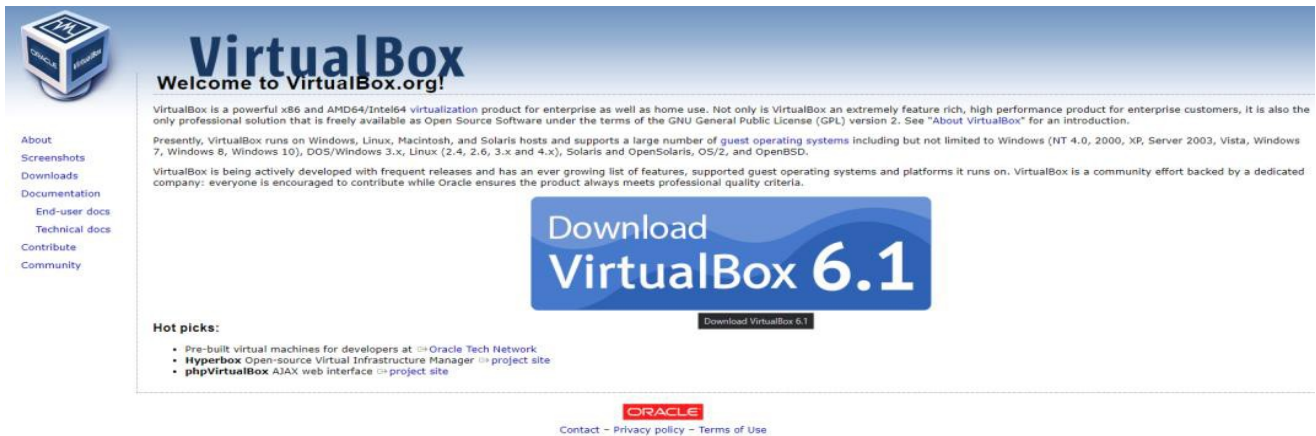 ORACLE
VirtualBox
VirtualBox
Welcome to VirtualBox.org!
VirtualBox is a powerful x86 and AMD64/Intel64 virtualization product for enterprise as well as home use. Not only is VirtualBox an extremely feature rich, high performance product for enterprise customers, it is also the
only professional solution that is freely available as Open Source Software under the terms of the GNU General Public License (GPL) version 2. See "About VirtualBox" for an introduction.
Presently, VirtualBox runs on Windows, Linux, Macintosh, and Solaris hosts and supports a large number of guest operating systems including but not limited to Windows (NT 4.0, 2000, XP, Server 2003, Vista, Windows
7, Windows 8, Windows 10), DOS/Windows 3.x, Linux (2.4, 2.6, 3.x and 4.x), Solaris and OpenSolaris, OS/2, and OpenBSD.
VirtualBox is being actively developed with frequent releases and has an ever growing list of features, supported guest operating systems and platforms it runs on. VirtualBox is a community effort backed by a dedicated
company: everyone is encouraged to contribute while Oracle ensures the product always meets professional quality criteria.
About
Screenshots
Downloads
Documentation
End-user docs
Technical docs
Contribute
Community
Download
VirtualBox 6.1
Download VirtualBox 6.1
Hot picks:
• Pre-built virtual machines for developers at Oracle Tech Network
• Hyperbox Open-source Virtual Infrastructure Manager project site
• phpVirtualBox AJAX web interface project site
ORACLE
Contact – Privacy policy – Terms of Use